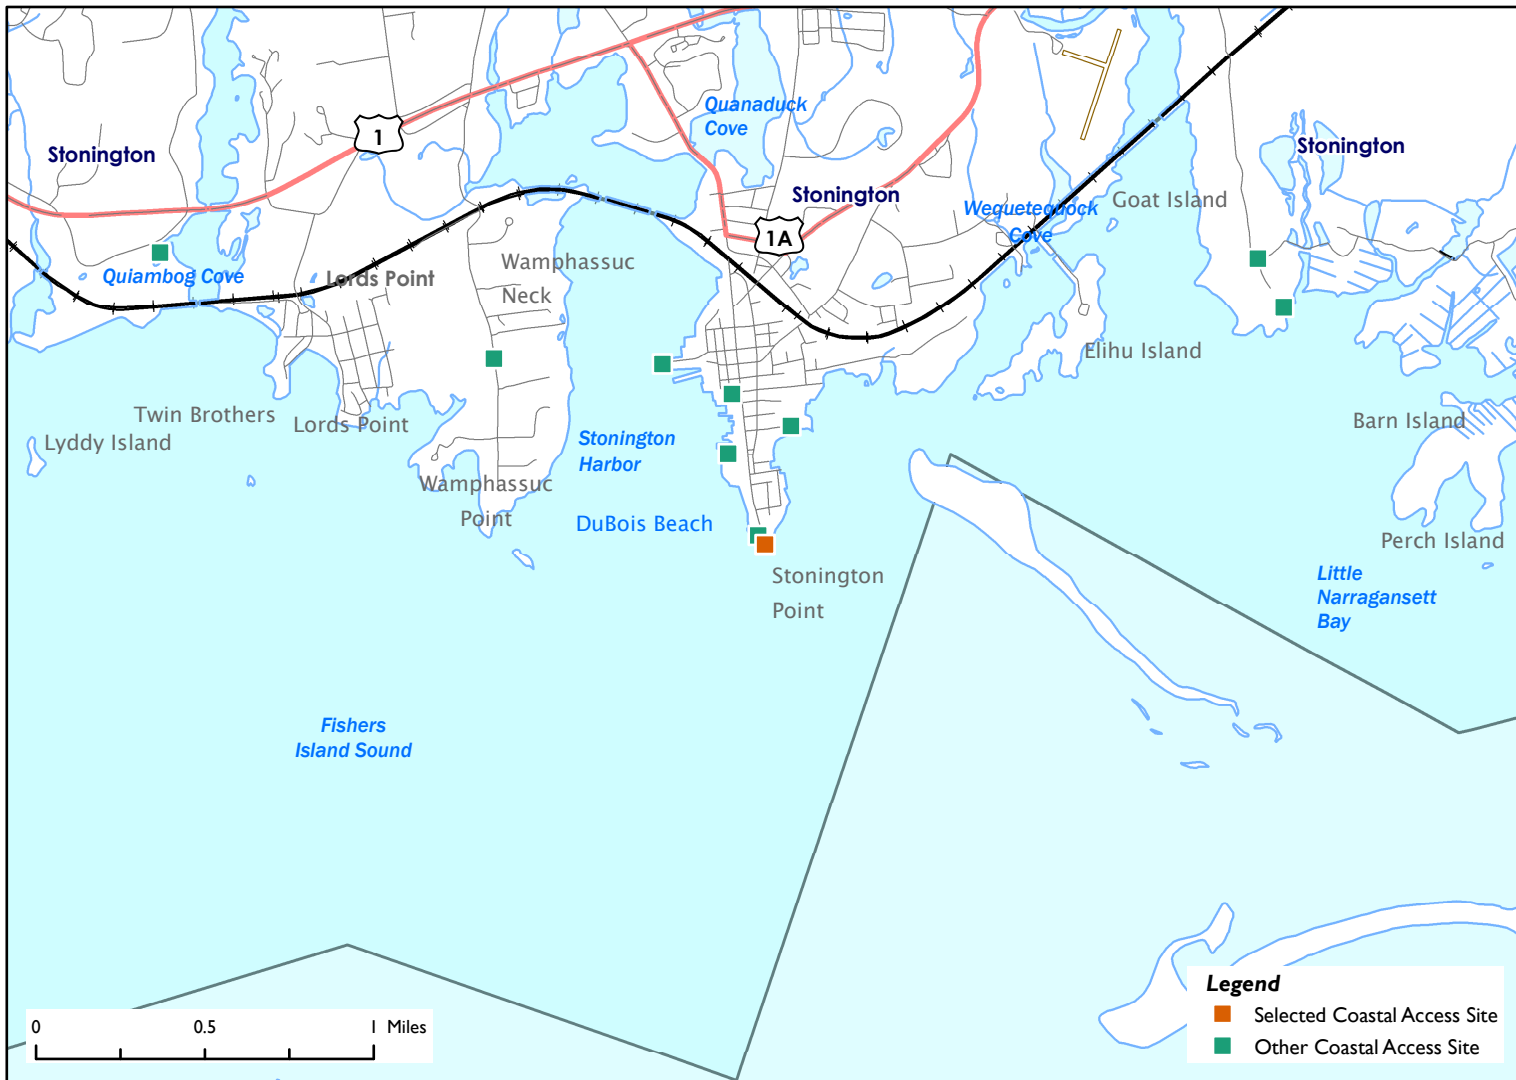 Quanaduck
Cove
1
Stonington
Stonington
Stonington
Goat Island
Wequetequock
Cove
1A
Wamphassuc
Neck
Quiambog Cove
Lords Point
Elihu Island
Twin Brothers
Lords Point
Lyddy Island
Barn Island
Stonington
Harbor
Wamphassuc
Point
DuBois Beach
Perch Island
Stonington
Point
Little
Narragansett
Bay
Fishers
Island Sound
Legend
Selected Coastal Access Site
Other Coastal Access Site
0 0.5 1 Miles